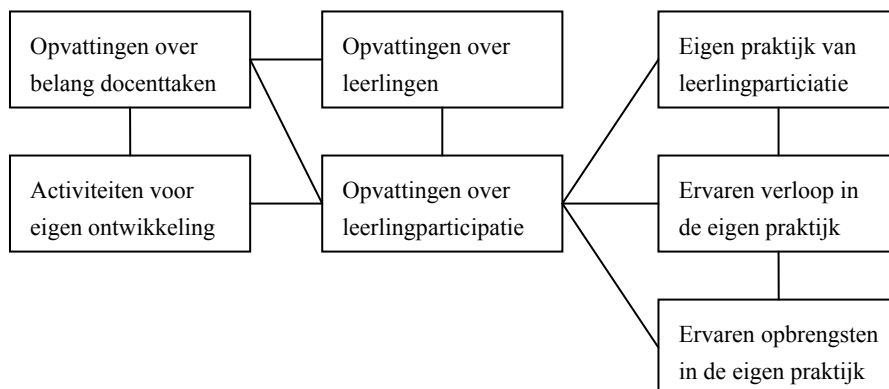 Opvattingen over
belang docenttaken
Opvattingen over
leerlingen
Eigen praktijk van
leerlingparticiatie
Activiteiten voor
eigen ontwikkeling
Opvattingen over
leerlingparticipatie
Ervaren verloop in
de eigen praktijk
Ervaren opbrengsten
in de eigen praktijk